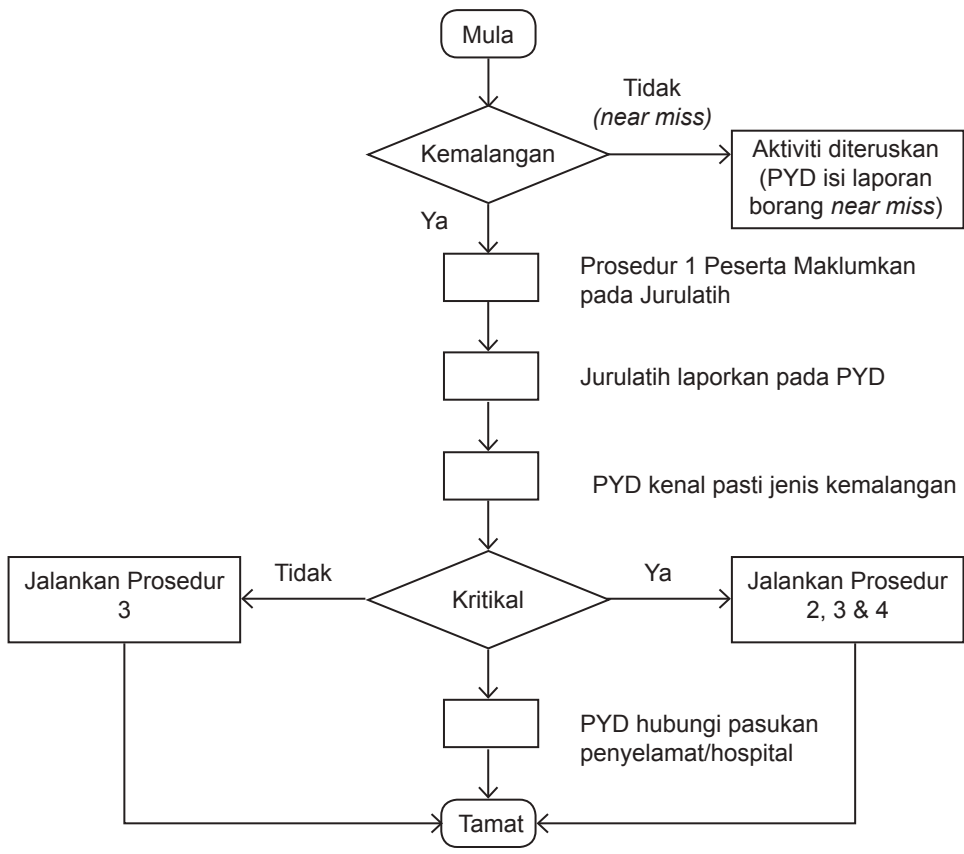 Mula
Tidak
(near miss)
Kemalangan
Aktiviti diteruskan
(PYD isi laporan
borang near miss)
Ya
Prosedur 1 Peserta Maklumkan
pada Jurulatih
Jurulatih laporkan pada PYD
PYD kenal pasti jenis kemalangan
Jalankan Prosedur
3
Tidak
Kritikal
Ya
Jalankan Prosedur
2, 3 & 4
PYD hubungi pasukan
penyelamat/hospital
Tamat